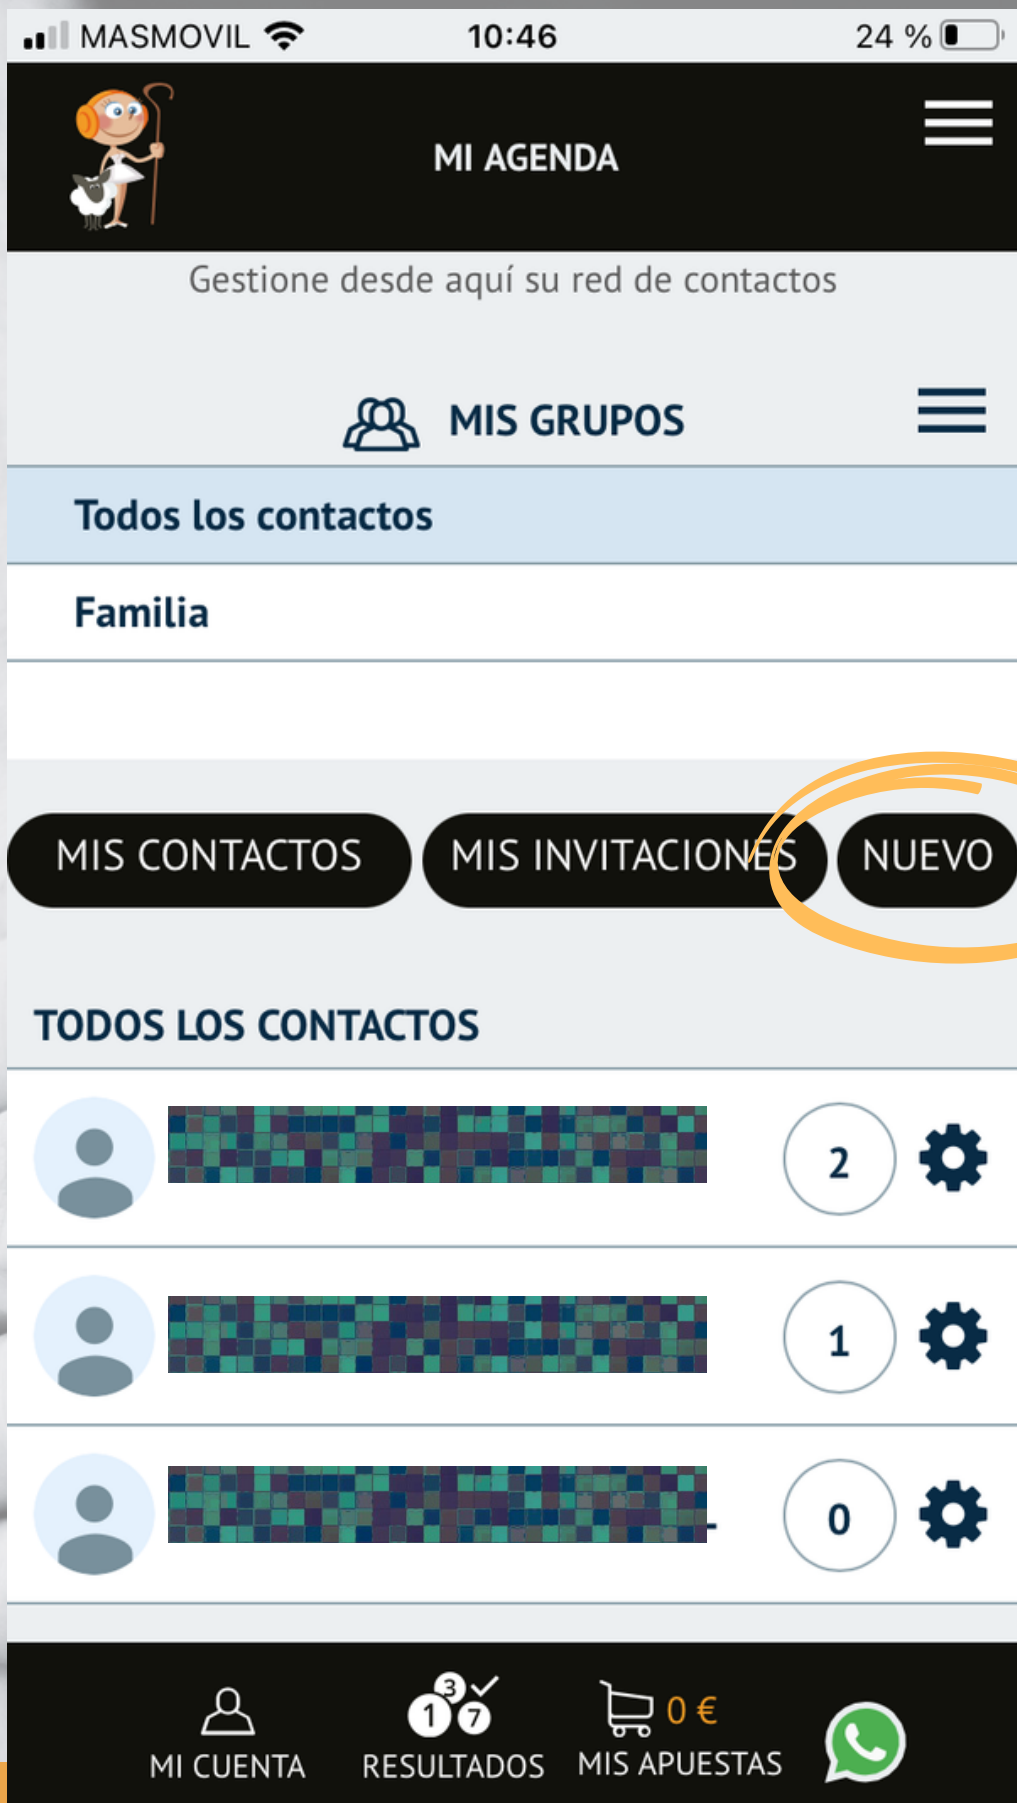 MASMOVIL 10:46 24 %
MI AGENDA
Gestione desde aquí su red de contactos
MIS GRUPOS
Todos los contactos
Familia
MIS CONTACTOS MIS INVITACIONES NUEVO
TODOS LOS CONTACTOS
2
1
0
3
1 7
0 €
MI CUENTA RESULTADOS MIS APUESTAS